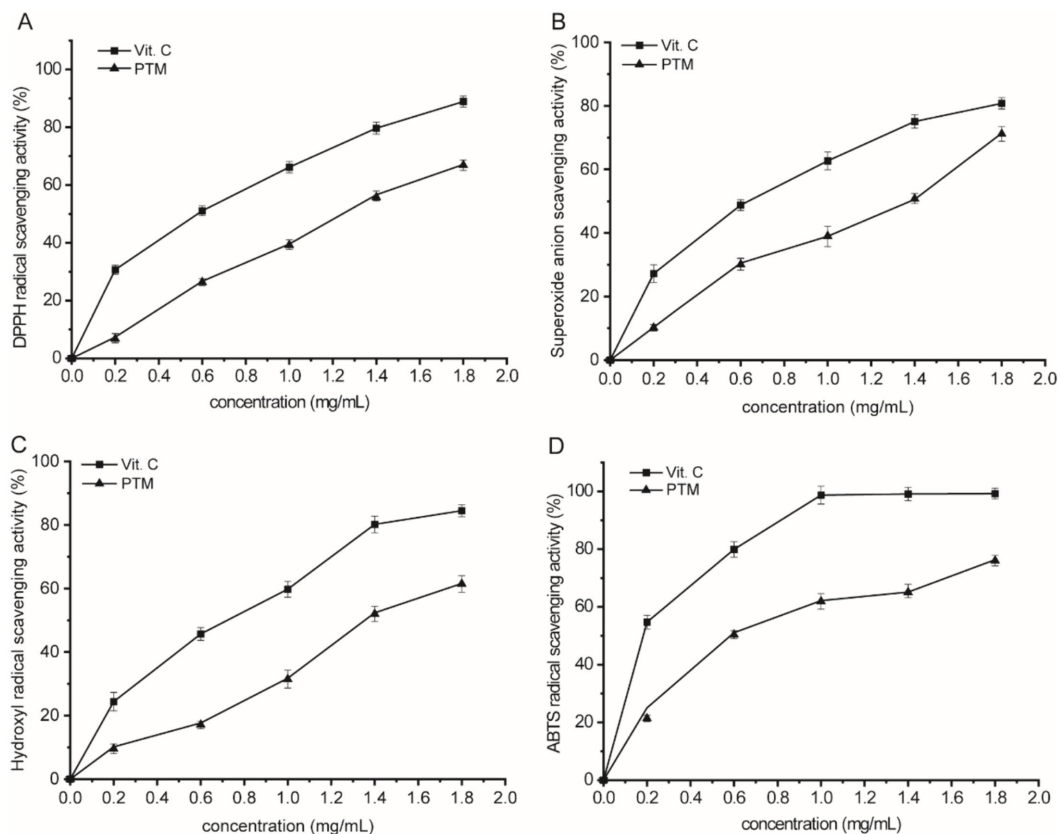 A
Vit. C
PTM
DPPH radical scavenging activity (%)
100
80
60
40
20
0
0.0 0.2 0.4 0.6 0.8 1.0 1.2 1.4 1.6 1.8 2.0
concentration (mg/mL)
B
Vit. C
PTM
Superoxide anion scavenging activity (%)
100
80
60
40
20
0
0.0 0.2 0.4 0.6 0.8 1.0 1.2 1.4 1.6 1.8 2.0
concentration (mg/mL)
C
Vit. C
PTM
Hydroxyl radical scavenging activity (%)
100
80
60
40
20
0
0.0 0.2 0.4 0.6 0.8 1.0 1.2 1.4 1.6 1.8 2.0
concentration (mg/mL)
D
Vit. C
PTM
ABTS radical scavenging activity (%)
100
80
60
40
20
0
0.0 0.2 0.4 0.6 0.8 1.0 1.2 1.4 1.6 1.8 2.0
concentration (mg/mL)